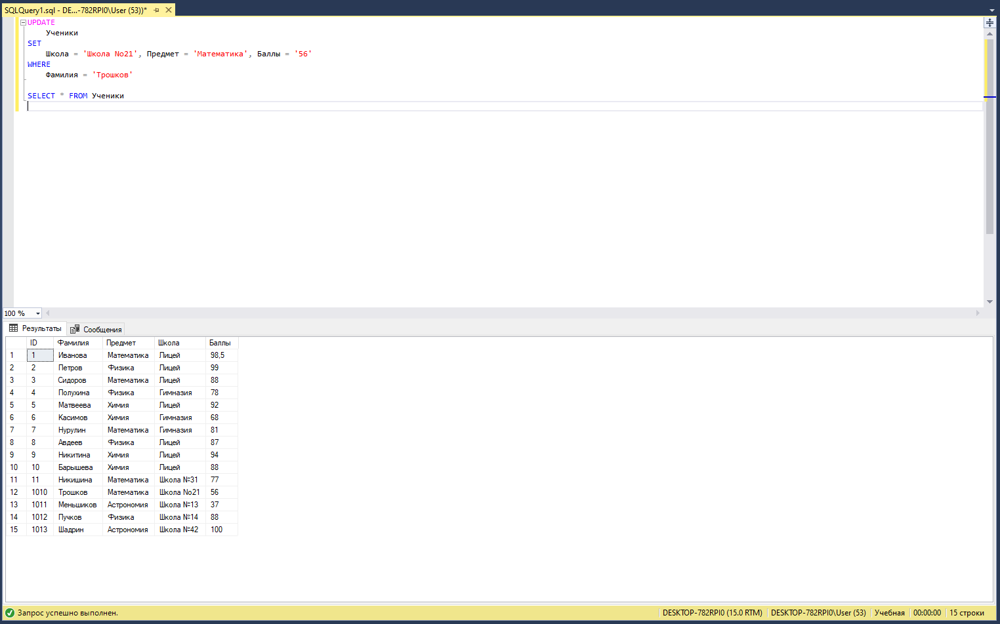 SQLQuery1.sql - DE...-782RPI0\User (53))*
UPDATE
Ученики
SET
Школа = 'Школа No21', Предмет = 'Математика', Баллы = '56'
WHERE
Фамилия = 'Трошков'
SELECT * FROM Ученики
100 %
Результаты Сообщения
ID Фамилия Предмет Школа Баллы
1 1 Иванова Математика Лицей 98,5
2 2 Петров Физика Лицей 99
3 3 Сидоров Математика Лицей 88
4 4 Полухина Физика Гимназия 78
5 5 Матвеева Химия Лицей 92
6 6 Касимов Химия Гимназия 68
7 7 Нурулин Математика Гимназия 81
8 8 Авдеев Физика Лицей 87
9 9 Никитина Химия Лицей 94
10 10 Барышева Химия Лицей 88
11 11 Никишина Математика Школа №31 77
12 1010 Трошков Математика Школа No21 56
13 1011 Меньшиков Астрономия Школа №13 37
14 1012 Пучков Физика Школа №14 88
15 1013 Шадрин Астрономия Школа №42 100
Запрос успешно выполнен. DESKTOP-782RPI0 (15.0 RTM) DESKTOP-782RPI0\User (53) Учебная 00:00:00 15 строки